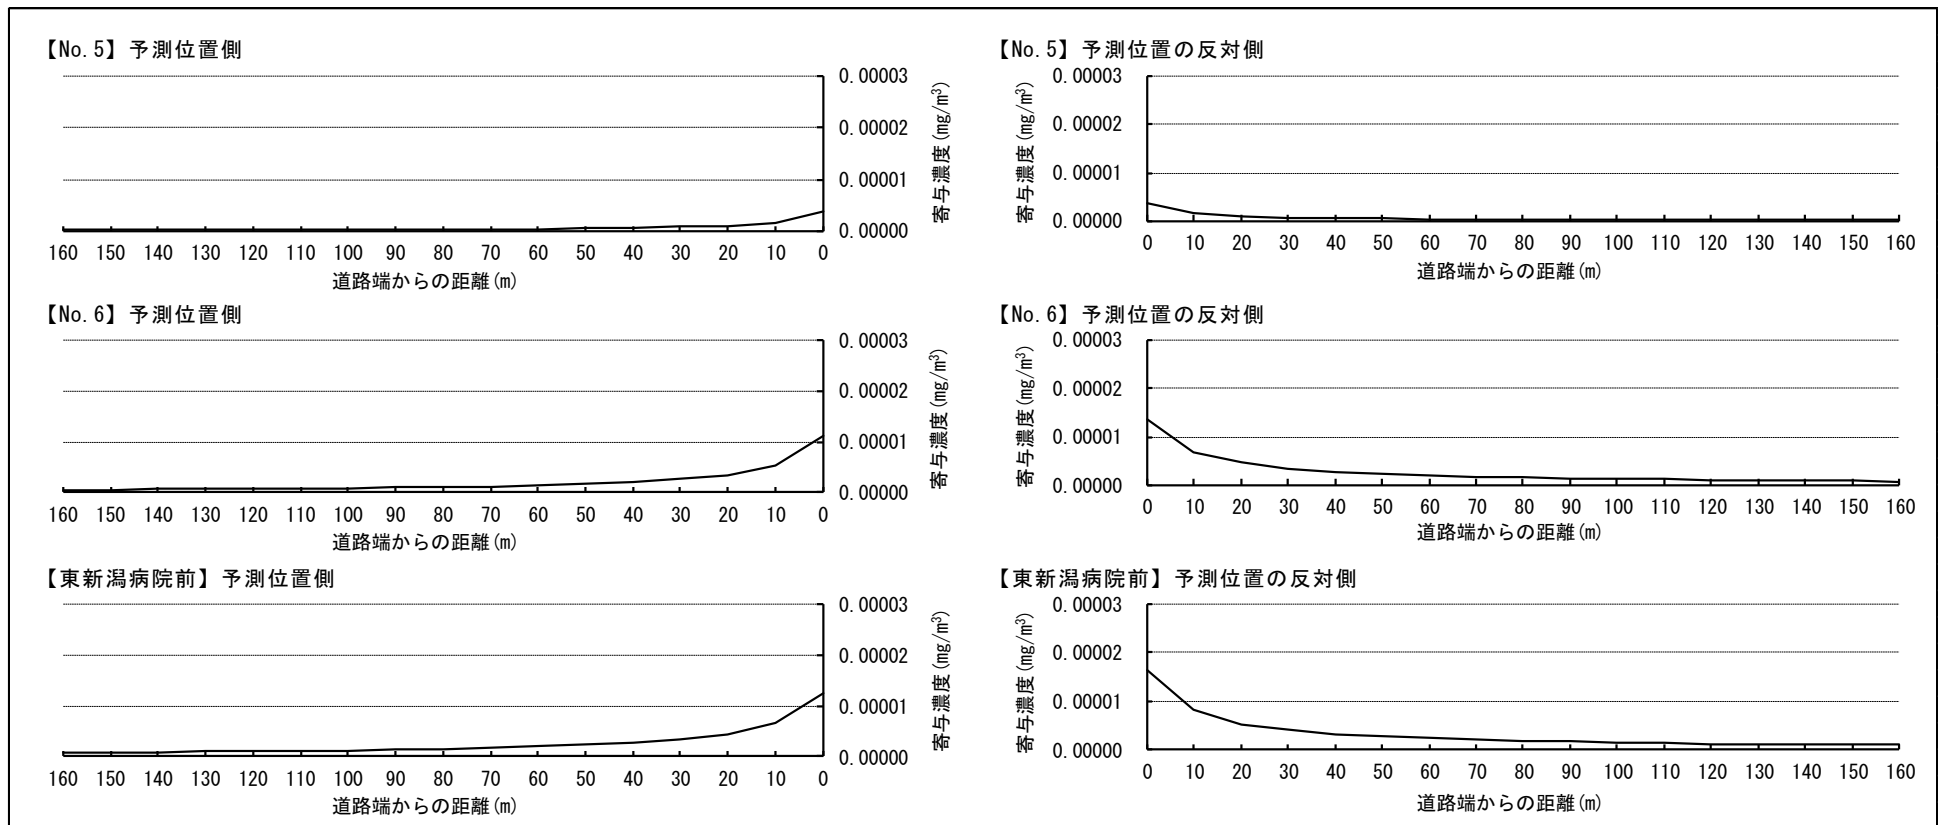 【No.5】予測位置側
0.00003
0.00002
0.00001
0.00000
寄与濃度(mg/m³)
160 150 140 130 120 110 100 90 80 70 60 50 40 30 20 10 0
道路端からの距離(m)
【No.5】予測位置の反対側
寄与濃度(mg/m³)
0.00003
0.00002
0.00001
0.00000
0 10 20 30 40 50 60 70 80 90 100 110 120 130 140 150 160
道路端からの距離(m)
【No.6】予測位置側
0.00003
0.00002
0.00001
0.00000
寄与濃度(mg/m³)
160 150 140 130 120 110 100 90 80 70 60 50 40 30 20 10 0
道路端からの距離(m)
【No.6】予測位置の反対側
寄与濃度(mg/m³)
0.00003
0.00002
0.00001
0.00000
0 10 20 30 40 50 60 70 80 90 100 110 120 130 140 150 160
道路端からの距離(m)
【東新潟病院前】予測位置側
0.00003
0.00002
0.00001
0.00000
寄与濃度(mg/m³)
160 150 140 130 120 110 100 90 80 70 60 50 40 30 20 10 0
道路端からの距離(m)
【東新潟病院前】予測位置の反対側
寄与濃度(mg/m³)
0.00003
0.00002
0.00001
0.00000
0 10 20 30 40 50 60 70 80 90 100 110 120 130 140 150 160
道路端からの距離(m)